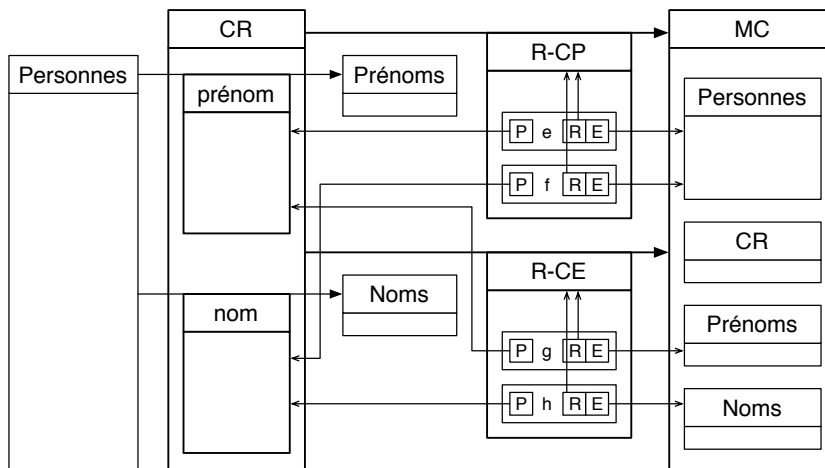 CR
MC
R-CP
Personnes
Prénoms
prénom
Personnes
P e R E
P f R E
CR
R-CE
nom
Noms
Prénoms
P g R E
P h R E
Noms